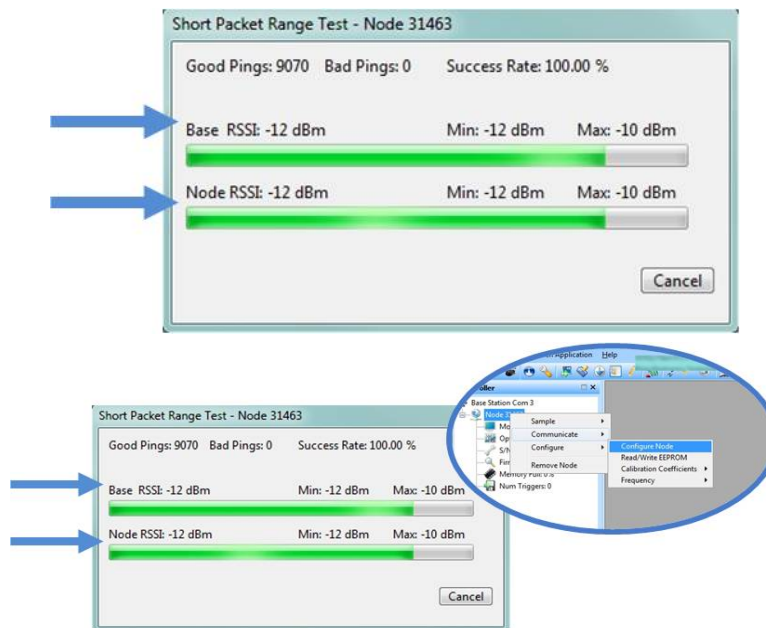 Short Packet Range Test - Node 31463
Good Pings: 9070 Bad Pings: 0 Success Rate: 100.00 %
Base RSSI: -12 dBm Min: -12 dBm Max: -10 dBm
Node RSSI: -12 dBm Min: -12 dBm Max: -10 dBm
Cancel
Application Help
Base Station Com 3
Node
Sample
Communicate
Configure
Remove Node
Configure Node
Read/Write EEPROM
Calibration Coefficients
Frequency
Num Triggers: 0
Short Packet Range Test - Node 31463
Good Pings: 9070 Bad Pings: 0 Success Rate: 100.00 %
Base RSSI: -12 dBm Min: -12 dBm Max: -10 dBm
Node RSSI: -12 dBm Min: -12 dBm Max: -10 dBm
Cancel